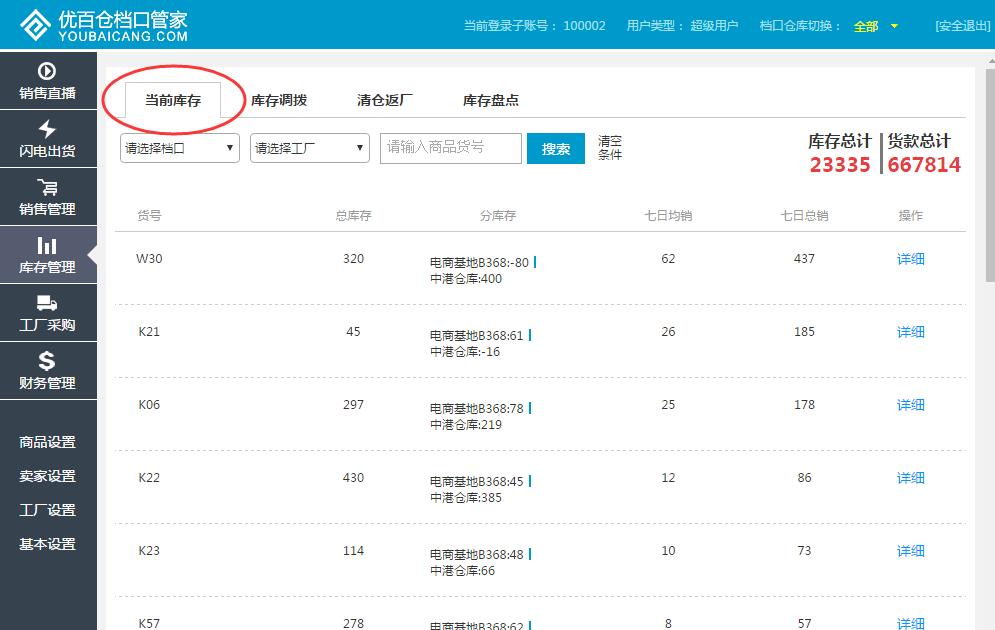 优百仓档口管家
YOUBAICANG.COM
当前登录子账号： 100002 用户类型： 超级用户 档口仓库切换： 全部 [安全退出]
销售直播
闪电出货
销售管理
库存管理
工厂采购
财务管理
商品设置
卖家设置
工厂设置
基本设置
当前库存 库存调拨 清仓返厂 库存盘点
请选择档口 请选择工厂 请输入商品货号 搜索 清空
条件
库存总计 货款总计
23335 667814
货号 总库存 分库存 七日均销 七日总销 操作
W30 320 电商基地B368:-80 62 437 详细
中港仓库:400
K21 45 电商基地B368:61 26 185 详细
中港仓库:-16
K06 297 电商基地B368:78 25 178 详细
中港仓库:219
K22 430 电商基地B368:45 12 86 详细
中港仓库:385
K23 114 电商基地B368:48 10 73 详细
中港仓库:66
K57 278 电商基地B368:62 8 57 详细